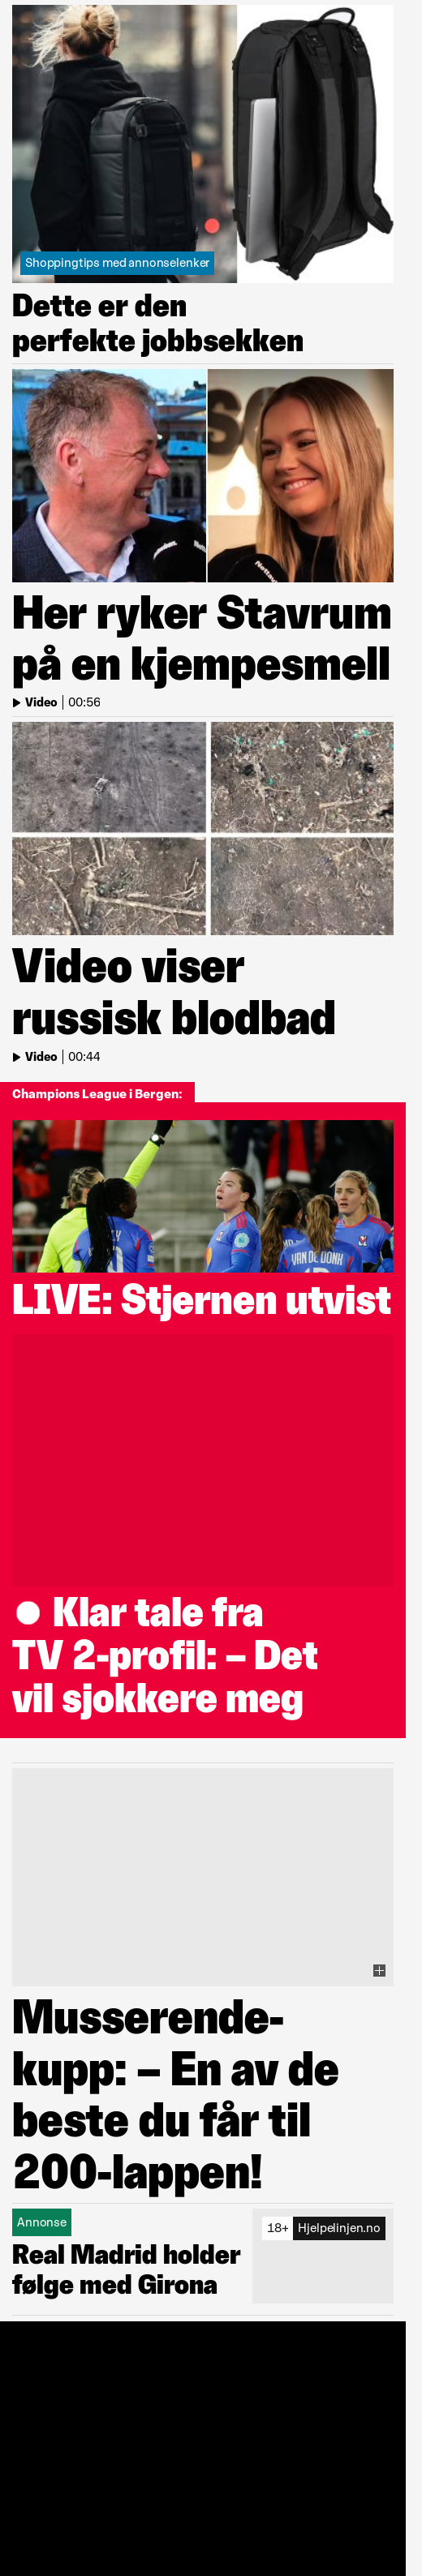 Shoppingtips med annonselenker
Dette er den
perfekte jobbsekken
Her ryker Stavrum
på en kjempesmell
Video | 00:56
Video viser
russisk blodbad
Video | 00:44
Champions League i Bergen:
VAN DE DONK
LIVE: Stjernen utvist
Klar tale fra
TV 2-profil: – Det
vil sjokkere meg
Musserende-
kupp: – En av de
beste du får til
200-lappen!
Annonse
18+ Hjelpelinjen.no
Real Madrid holder
følge med Girona